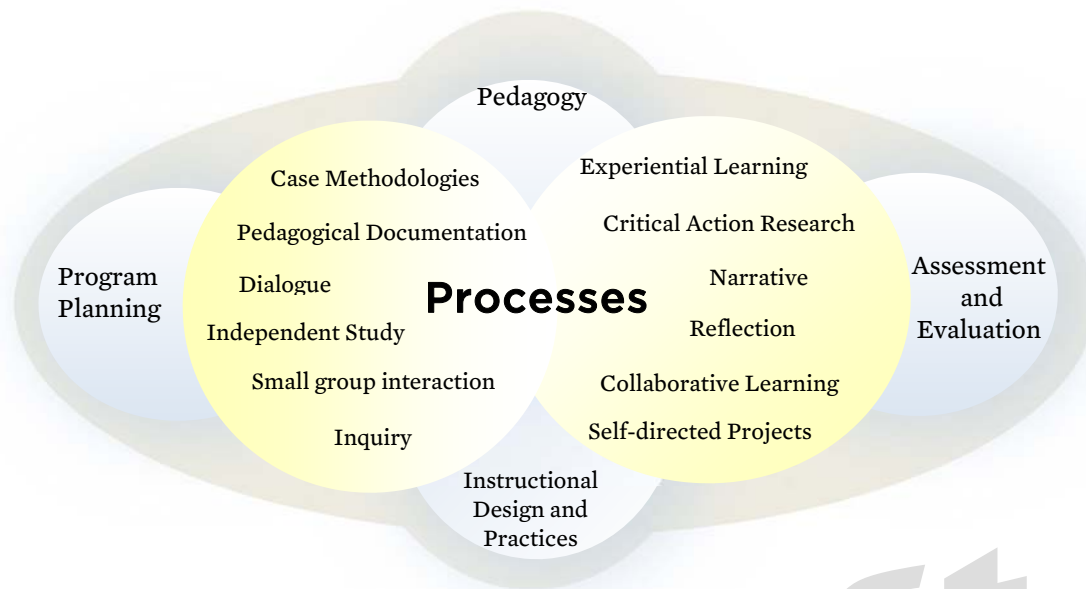 Pedagogy
Case Methodologies
Pedagogical Documentation
Dialogue
Independent Study
Small group interaction
Inquiry
Processes
Experiential Learning
Critical Action Research
Narrative
Reflection
Collaborative Learning
Self-directed Projects
Program
Planning
Assessment
and
Evaluation
Instructional
Design and
Practices